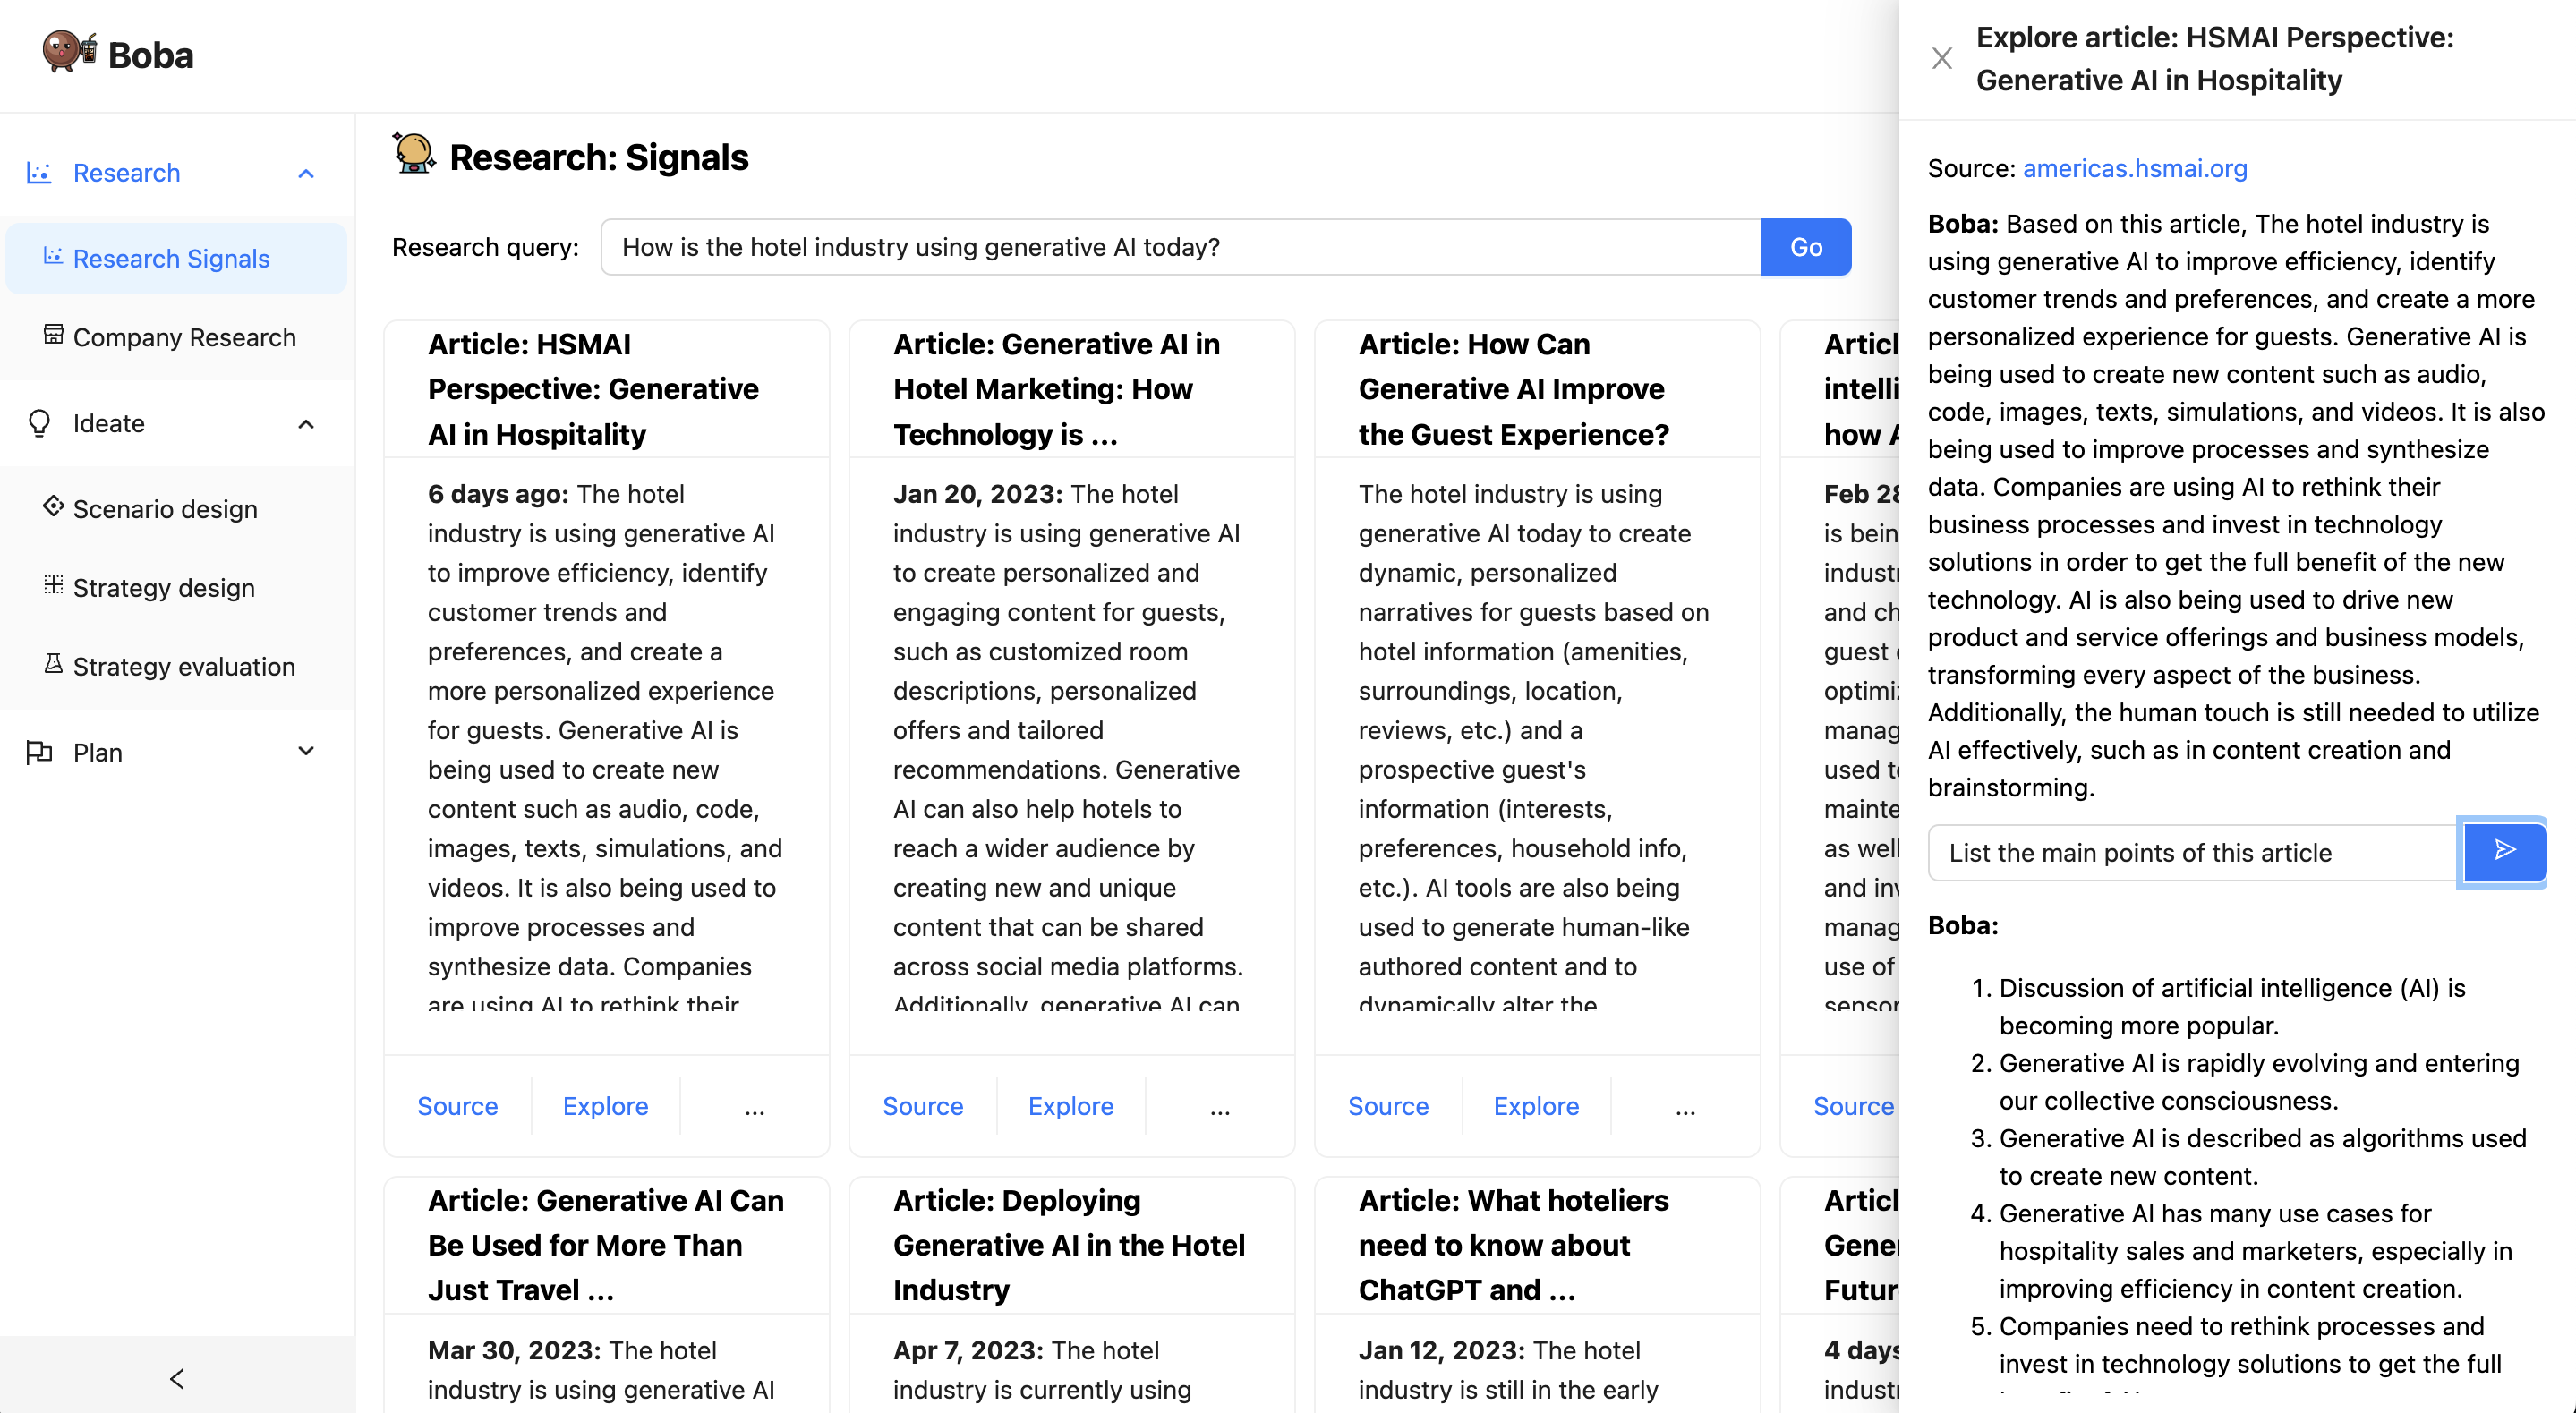 Boba
Research
Research Signals
Company Research
Ideate
Scenario design
Strategy design
Strategy evaluation
Plan
Research: Signals
Research query:
How is the hotel industry using generative AI today?
Go
Article: HSMAI
Perspective: Generative
AI in Hospitality
6 days ago: The hotel
industry is using generative AI
to improve efficiency, identify
customer trends and
preferences, and create a
more personalized experience
for guests. Generative AI is
being used to create new
content such as audio, code,
images, texts, simulations, and
videos. It is also being used to
improve processes and
synthesize data. Companies
are using AI to rethink their
Source
Explore
...
Article: Generative AI in
Hotel Marketing: How
Technology is ...
Jan 20, 2023: The hotel
industry is using generative AI
to create personalized and
engaging content for guests,
such as customized room
descriptions, personalized
offers and tailored
recommendations. Generative
AI can also help hotels to
reach a wider audience by
creating new and unique
content that can be shared
across social media platforms.
Additionally, generative AI can
Source
Explore
...
Article: How Can
Generative AI Improve
the Guest Experience?
The hotel industry is using
generative AI today to create
dynamic, personalized
narratives for guests based on
hotel information (amenities,
surroundings, location,
reviews, etc.) and a
prospective guest's
information (interests,
preferences, household info,
etc.). AI tools are also being
used to generate human-like
authored content and to
dynamically alter the
Source
Explore
...
Articl
intelli
how A
Feb 28
is bein
industr
and ch
guest
optimiz
manag
used to
mainte
as well
and inv
manag
use of
sensor
Source
Article: Generative AI Can
Be Used for More Than
Just Travel ...
Mar 30, 2023: The hotel
industry is using generative AI
Article: Deploying
Generative AI in the Hotel
Industry
Apr 7, 2023: The hotel
industry is currently using
Article: What hoteliers
need to know about
ChatGPT and ...
Jan 12, 2023: The hotel
industry is still in the early
Articl
Gener
Futur
4 days
industr
Explore article: HSMAI Perspective:
Generative AI in Hospitality
Source: americas.hsmai.org
Boba: Based on this article, The hotel industry is
using generative AI to improve efficiency, identify
customer trends and preferences, and create a more
personalized experience for guests. Generative AI is
being used to create new content such as audio,
code, images, texts, simulations, and videos. It is also
being used to improve processes and synthesize
data. Companies are using AI to rethink their
business processes and invest in technology
solutions in order to get the full benefit of the new
technology. AI is also being used to drive new
product and service offerings and business models,
transforming every aspect of the business.
Additionally, the human touch is still needed to utilize
AI effectively, such as in content creation and
brainstorming.
List the main points of this article
Boba:
1. Discussion of artificial intelligence (AI) is
becoming more popular.
2. Generative AI is rapidly evolving and entering
our collective consciousness.
3. Generative AI is described as algorithms used
to create new content.
4. Generative AI has many use cases for
hospitality sales and marketers, especially in
improving efficiency in content creation.
5. Companies need to rethink processes and
invest in technology solutions to get the full